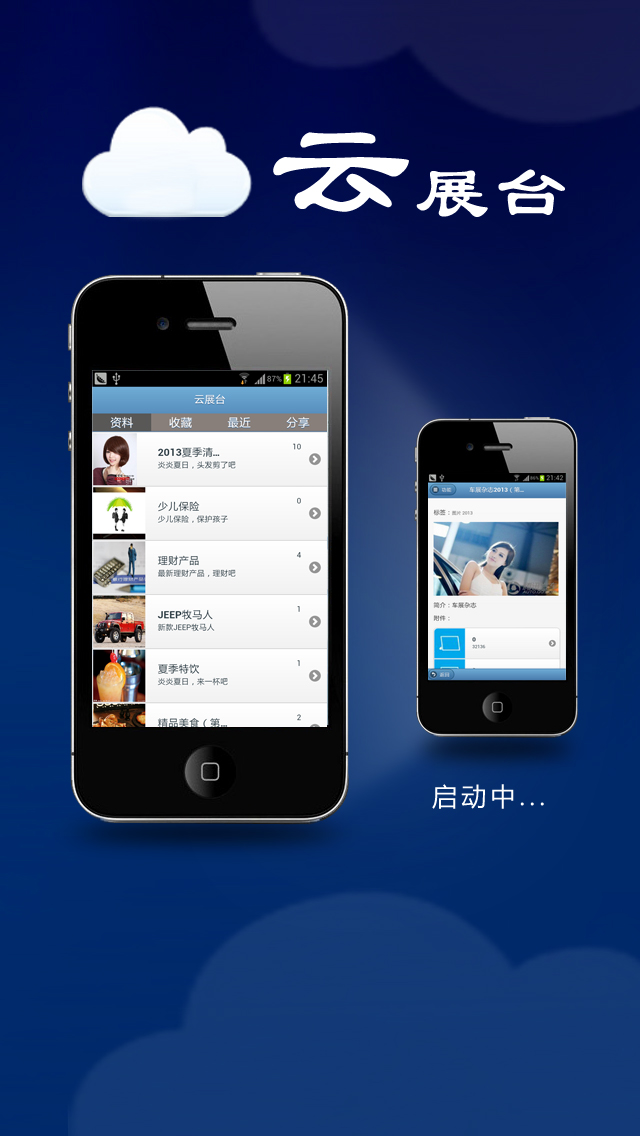 云展台
87% 21:45
云展台
资料 收藏 最近 分享
2013夏季清... 10
炎炎夏日，头发剪了吧
少儿保险 0
少儿保险，保护孩子
理财产品 4
最新理财产品，理财吧
JEEP牧马人 1
新款JEEP牧马人
夏季特饮 1
炎炎夏日，来一杯吧
精品美食（第... 2
21:42
车展杂志2013（第...
标签：图片 2013
简介：车展杂志
附件：
0
32136
返回
启动中...